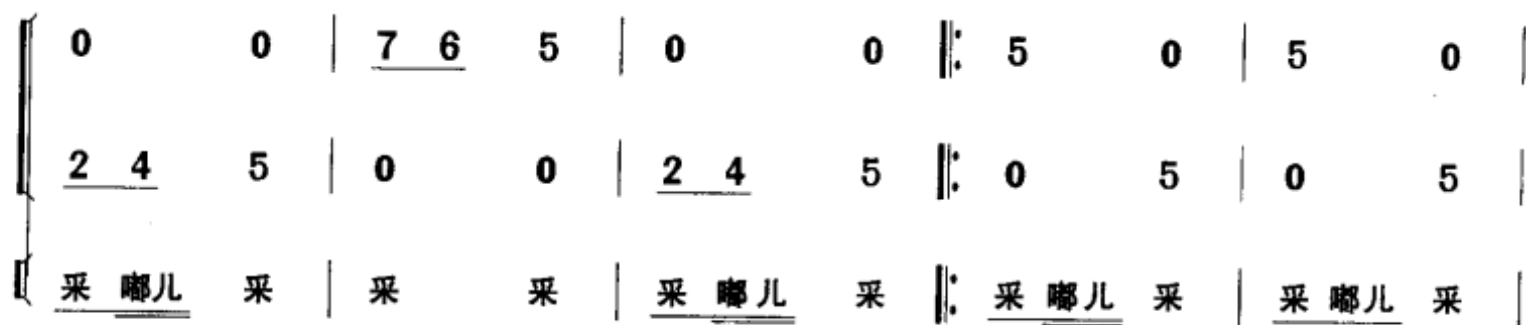 0 0 | 7 6 5 | 0 0 ‖: 5 0 | 5 0 |
2 4 5 | 0 0 | 2 4 5 ‖: 0 5 | 0 5 |
采 嘟儿 采 | 采 采 | 采 嘟儿 采 ‖: 采 嘟儿 采 | 采 嘟儿 采 |